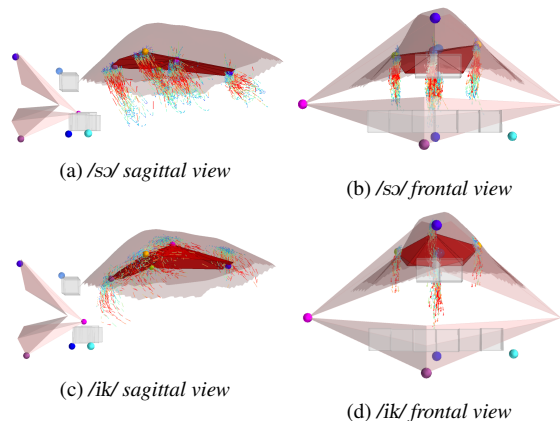 (a) /sɔ/ sagittal view
(b) /sɔ/ frontal view
(c) /ik/ sagittal view
(d) /ik/ frontal view